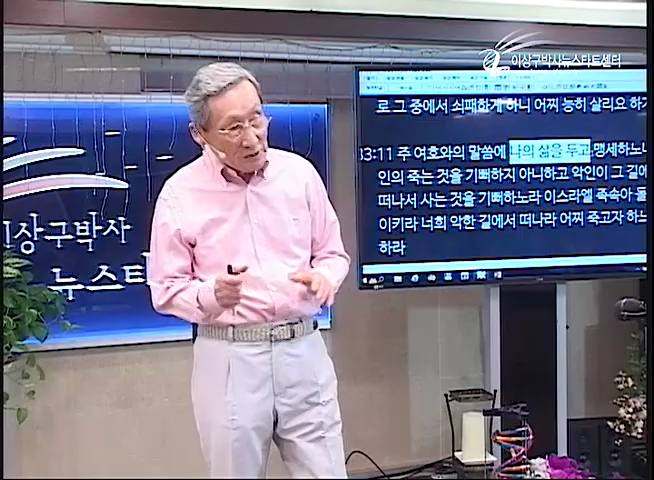 이상구박사뉴스타트센터
로 그 중에서 쇠패하게 하니 어찌 능히 살리요 하
33:11 주 여호와의 말씀에 나의 삶을 두고 맹세하노니
인의 죽는 것을 기뻐하지 아니하고 악인이 그 길에
떠나서 사는 것을 기뻐하노라 이스라엘 족속아 돌
이키라 너희 악한 길에서 떠나라 어찌 죽고자 하느
하라
이상구박사
뉴스타